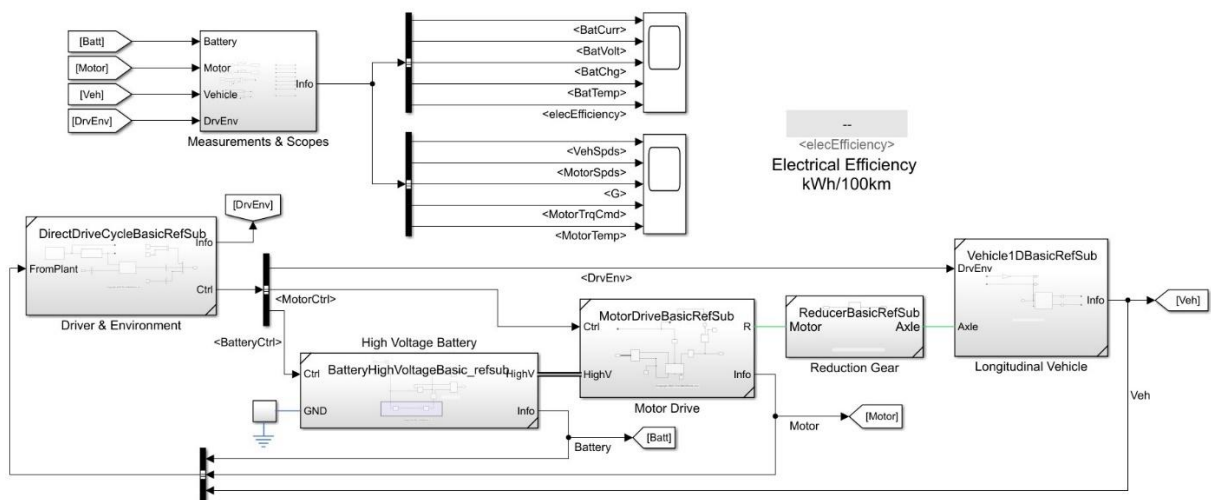 [Batt]
[Motor]
[Veh]
[DrvEnv]
Battery
Motor
Vehicle
DrvEnv
Info
Measurements & Scopes
<BatCurr>
<BatVolt>
<BatChg>
<BatTemp>
<elecEfficiency>
<VehSpds>
<MotorSpds>
<G>
<MotorTrqCmd>
<MotorTemp>
--
<elecEfficiency>
Electrical Efficiency
kWh/100km
[DrvEnv]
DirectDriveCycleBasicRefSub
Info
FromPlant
Ctrl
Driver & Environment
<DrvEnv>
<MotorCtrl>
<BatteryCtrl>
High Voltage Battery
BatteryHighVoltageBasic_refsub
Ctrl
HighV
GND
Info
MotorDriveBasicRefSub
Ctrl
R
HighV
Info
Motor Drive
ReducerBasicRefSub
Motor
Axle
Reduction Gear
Vehicle1DBasicRefSub
DrvEnv
Info
Axle
Longitudinal Vehicle
[Veh]
Veh
Motor
[Motor]
Battery
[Batt]